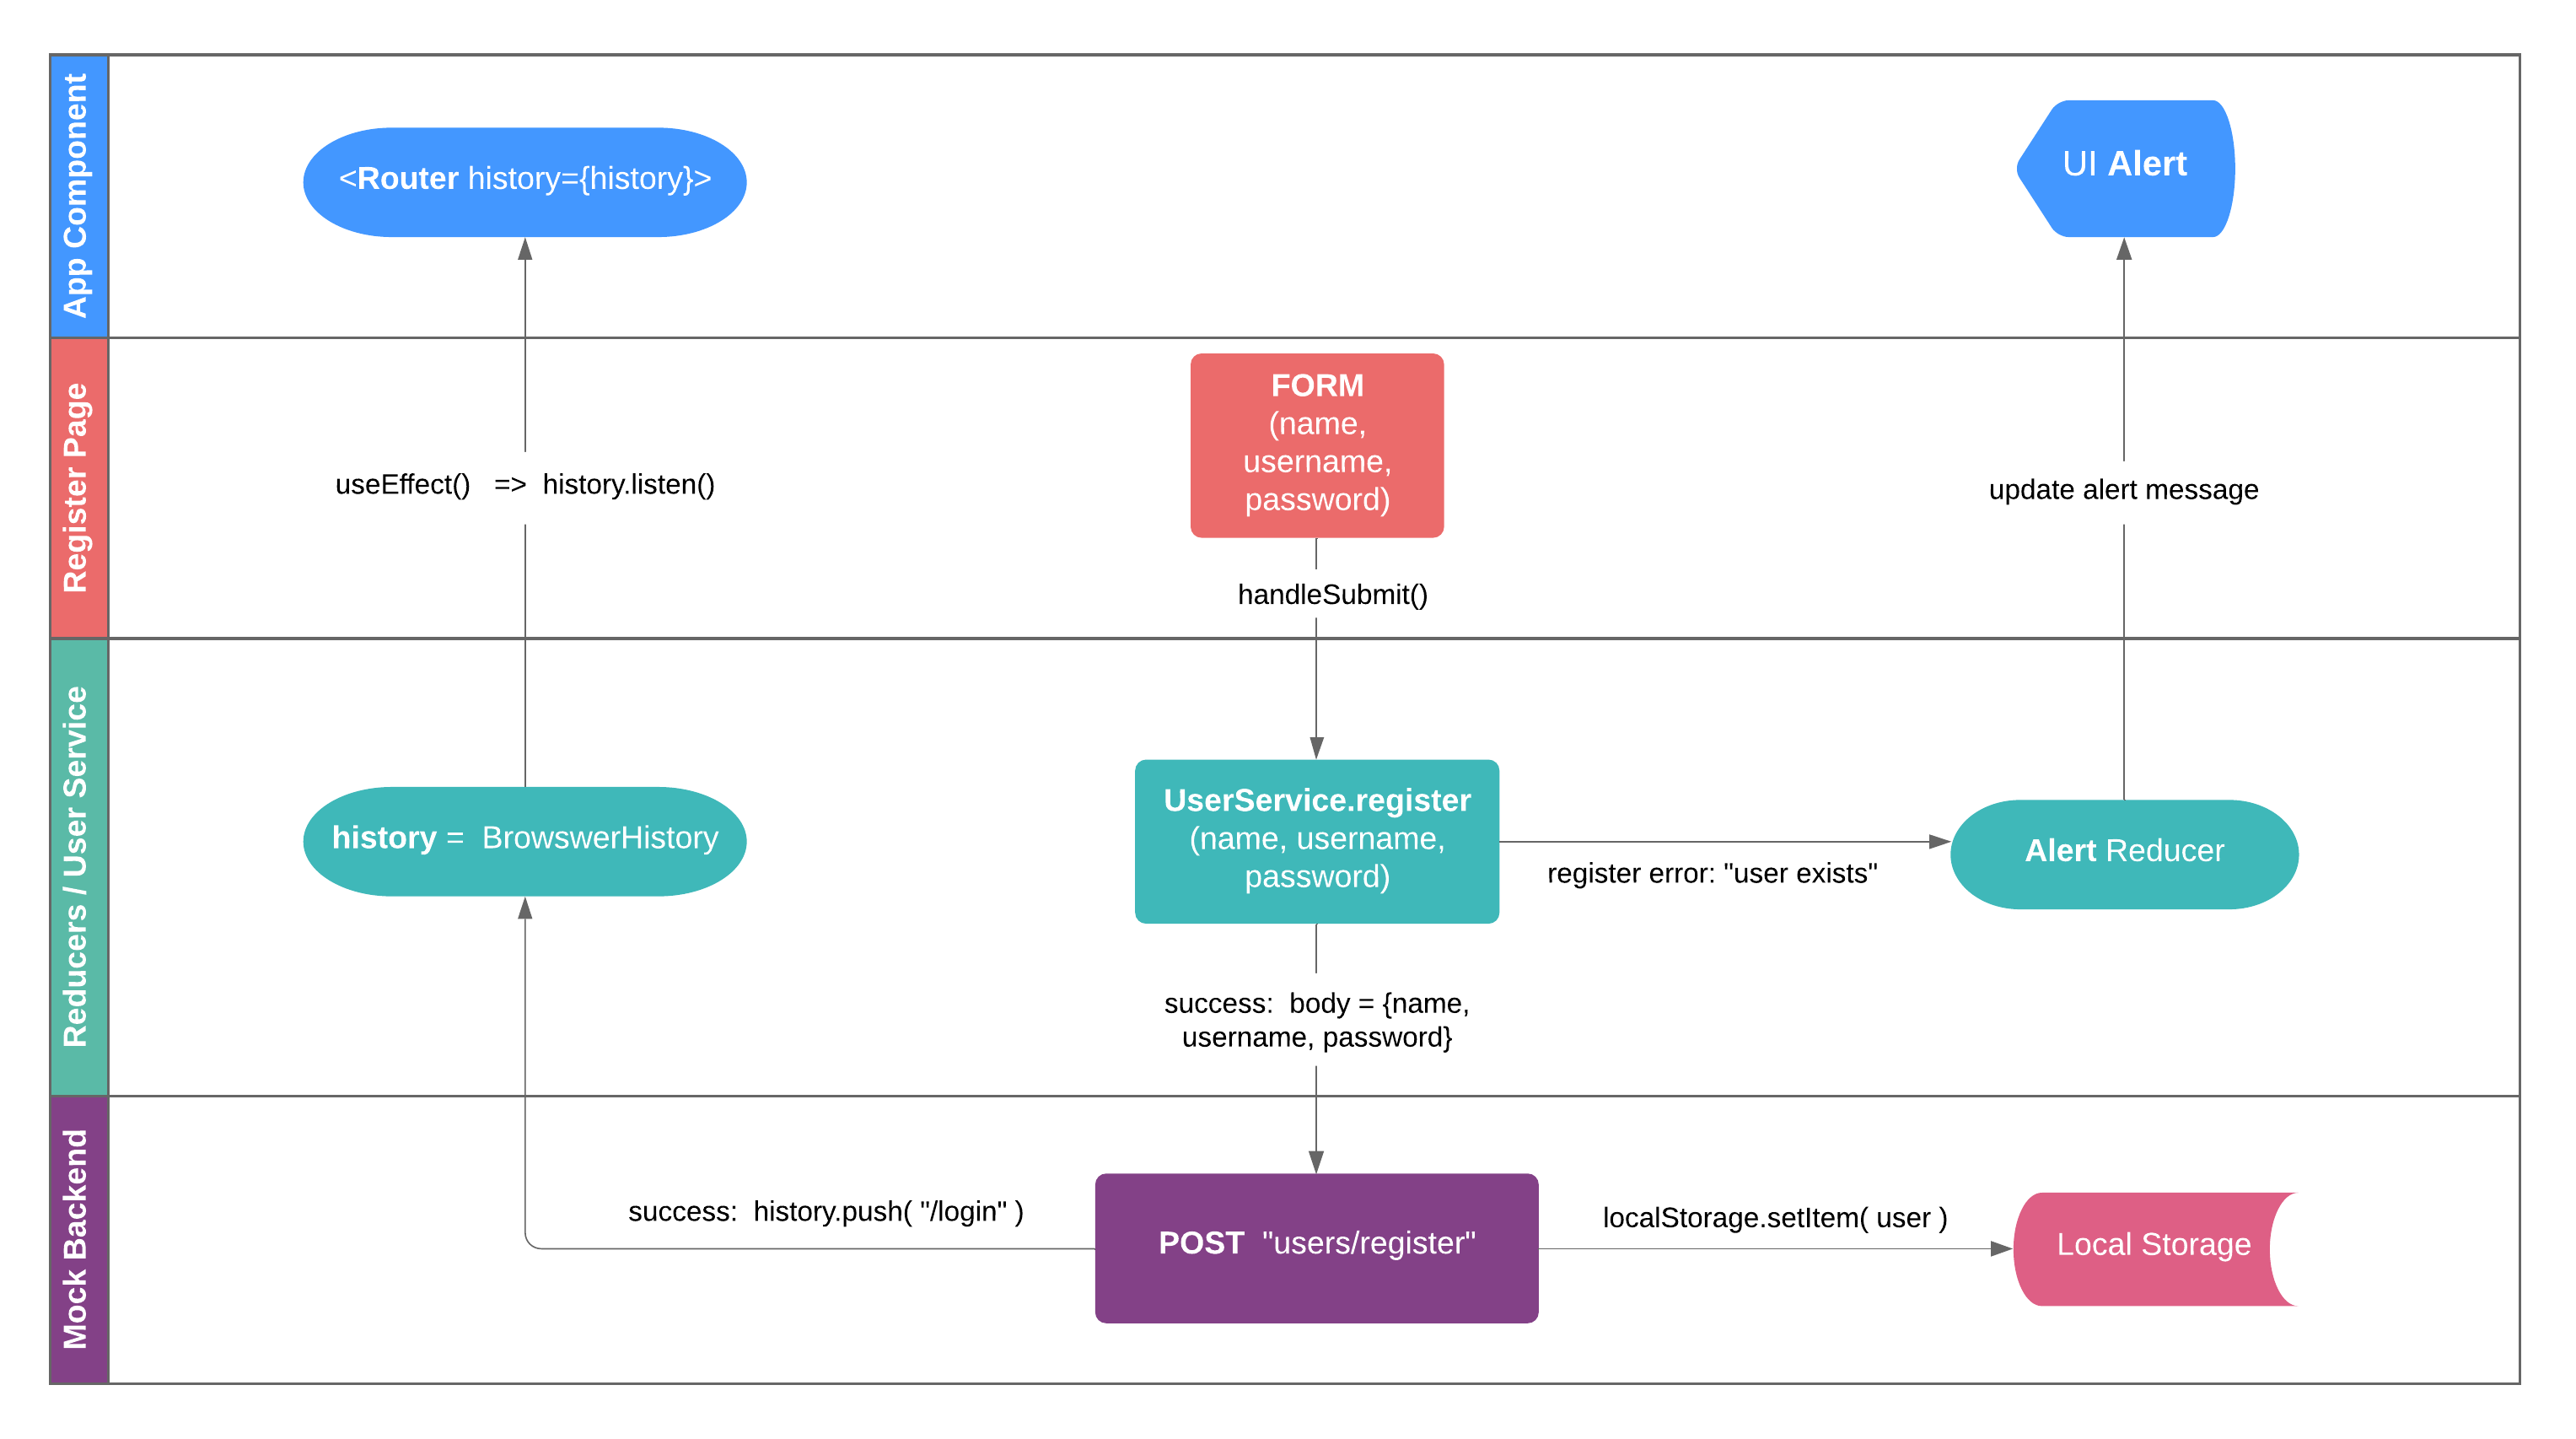 App Component
<Router history={history}>
UI Alert
Register Page
FORM
(name,
username,
password)
useEffect()   =>  history.listen()
update alert message
handleSubmit()
Reducers / User Service
history =  BrowswerHistory
UserService.register
(name, username,
password)
Alert Reducer
register error: "user exists"
success:  body = {name,
username, password}
Mock Backend
success:  history.push( "/login" )
POST  "users/register"
localStorage.setItem( user )
Local Storage